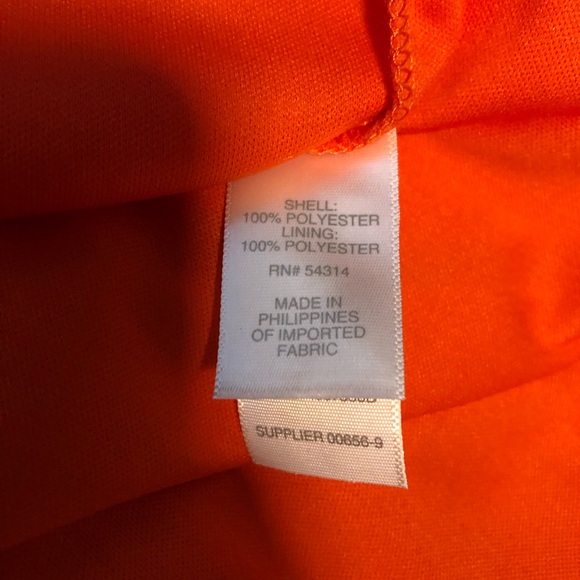 SHELL:
100% POLYESTER
LINING:
100% POLYESTER
RN# 54314
MADE IN
PHILIPPINES
OF IMPORTED
FABRIC
SUPPLIER 00656-9